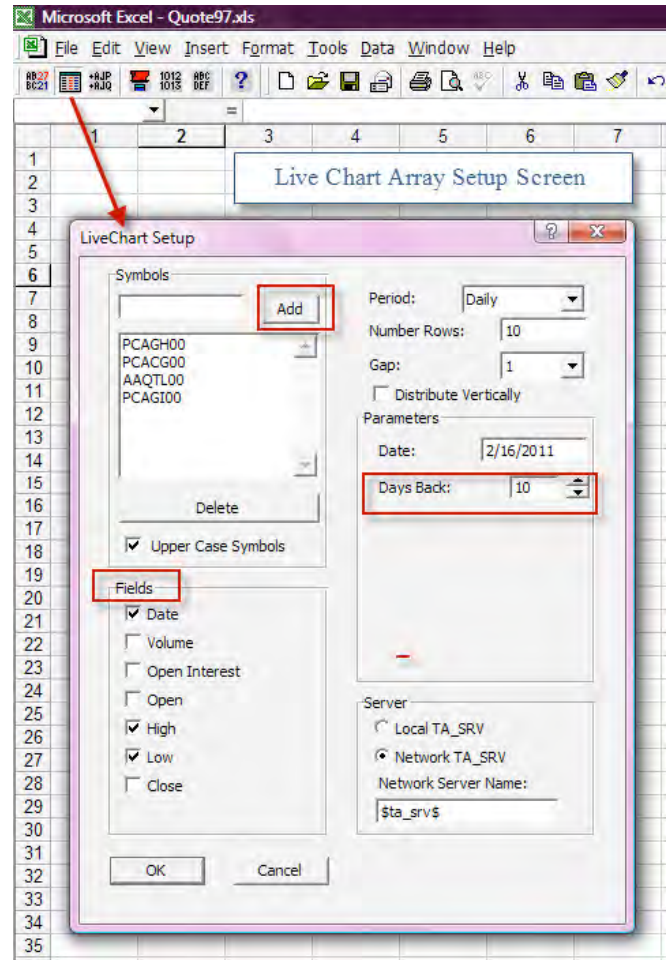 Microsoft Excel - Quote97.xls
File Edit View Insert Format Tools Data Window Help
=
1 2 3 4 5 6 7
Live Chart Array Setup Screen
LiveChart Setup
Symbols
Add
PCAGH00
PCACG00
AAQTL00
PCAGI00
Delete
Upper Case Symbols
Period: Daily
Number Rows: 10
Gap: 1
Distribute Vertically
Parameters
Date: 2/16/2011
Days Back: 10
Fields
Date
Volume
Open Interest
Open
High
Low
Close
Server
Local TA_SRV
Network TA_SRV
Network Server Name:
$ta_srv$
OK Cancel
1
2
3
4
5
6
7
8
9
10
11
12
13
14
15
16
17
18
19
20
21
22
23
24
25
26
27
28
29
30
31
32
33
34
35